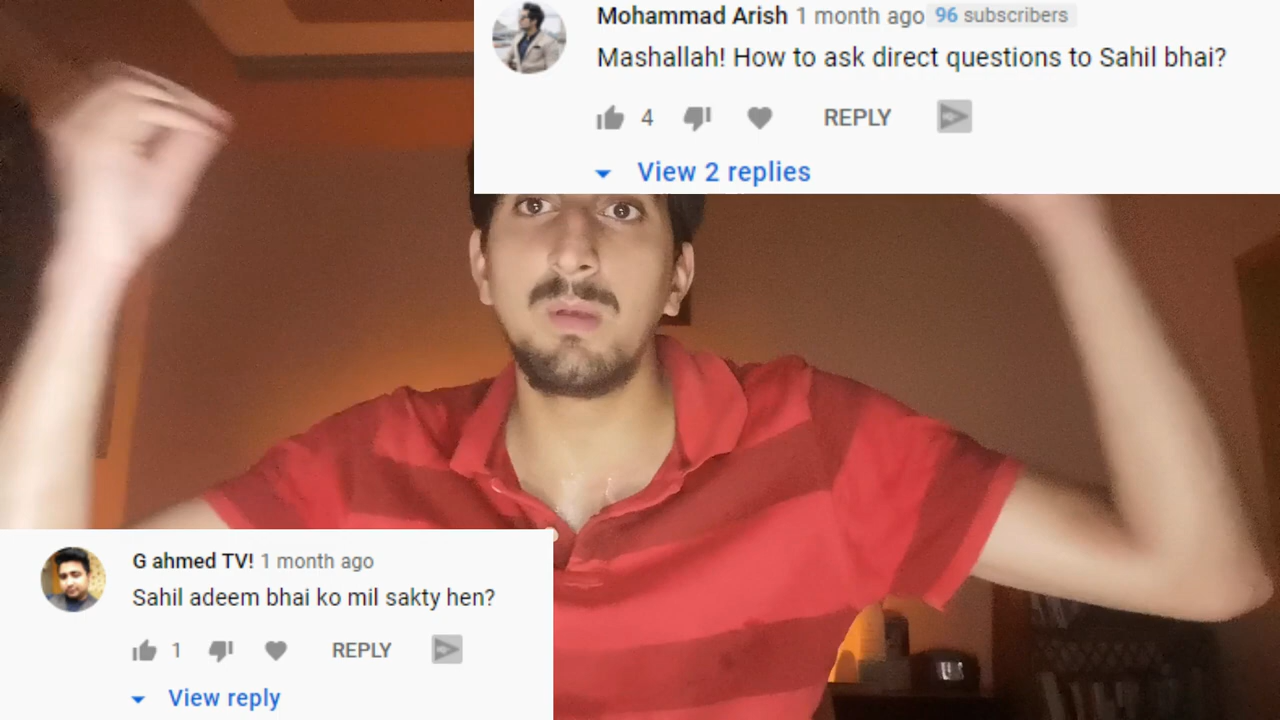 Mohammad Arish 1 month ago 96 subscribers
Mashallah! How to ask direct questions to Sahil bhai?
4 REPLY
View 2 replies
G ahmed TV! 1 month ago
Sahil adeem bhai ko mil sakty hen?
1 REPLY
View reply